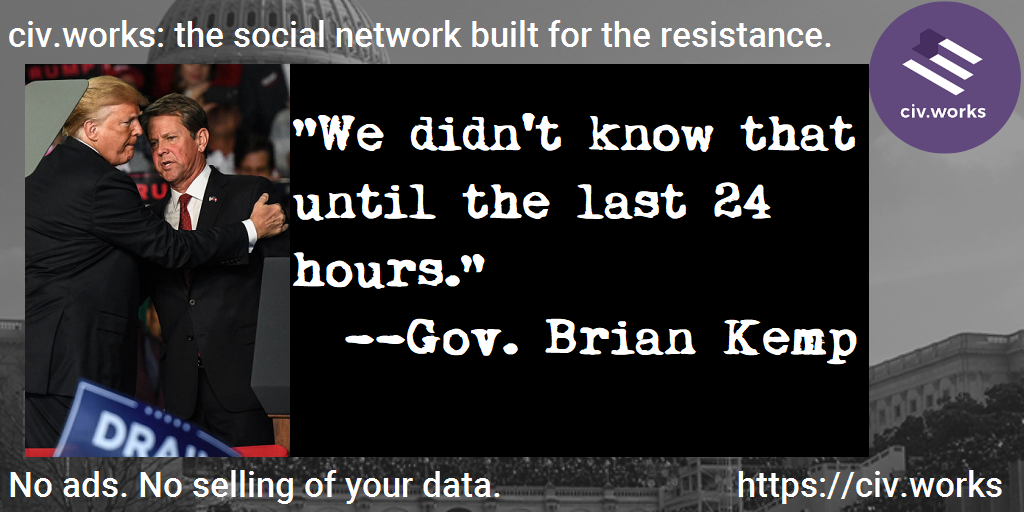 civ.works: the social network built for the resistance.
civ.works
"We didn't know that
until the last 24
hours."
--Gov. Brian Kemp
DRAI
No ads. No selling of your data.
https://civ.works